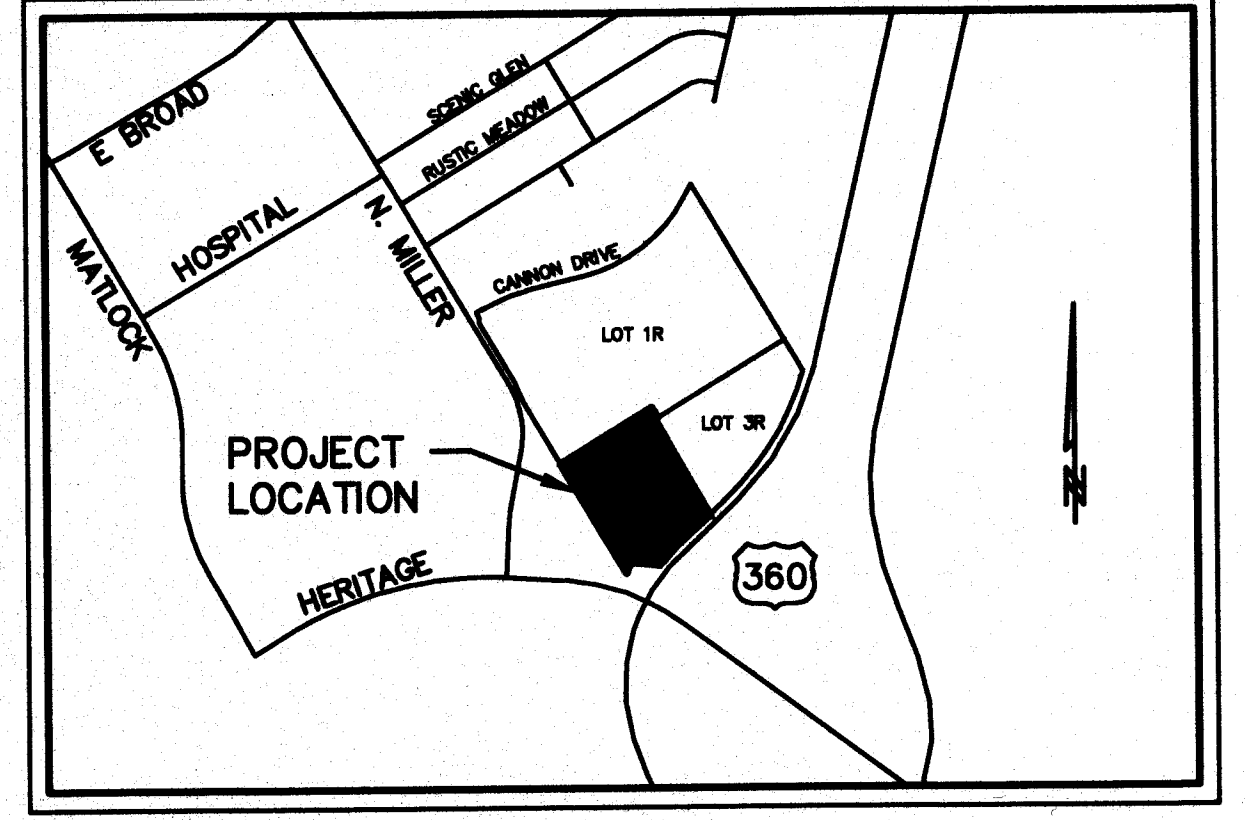 E BROAD
SCENIC GLEN
RUSTIC MEADOW
HOSPITAL
N. MILLER
MATLOCK
CANNON DRIVE
LOT 1R
LOT 3R
PROJECT
LOCATION
N
HERITAGE
360